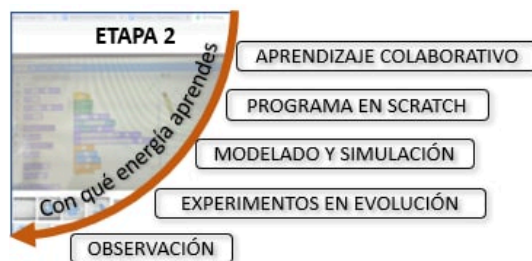 ETAPA 2
Con qué energía aprendes
APRENDIZAJE COLABORATIVO
PROGRAMA EN SCRATCH
MODELADO Y SIMULACIÓN
EXPERIMENTOS EN EVOLUCIÓN
OBSERVACIÓN